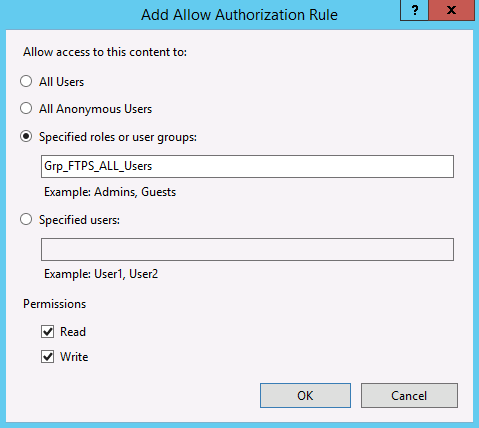 Add Allow Authorization Rule
? x
Allow access to this content to:
All Users
All Anonymous Users
Specified roles or user groups:
Grp_FTPS_ALL_Users
Example: Admins, Guests
Specified users:
Example: User1, User2
Permissions
Read
Write
OK Cancel